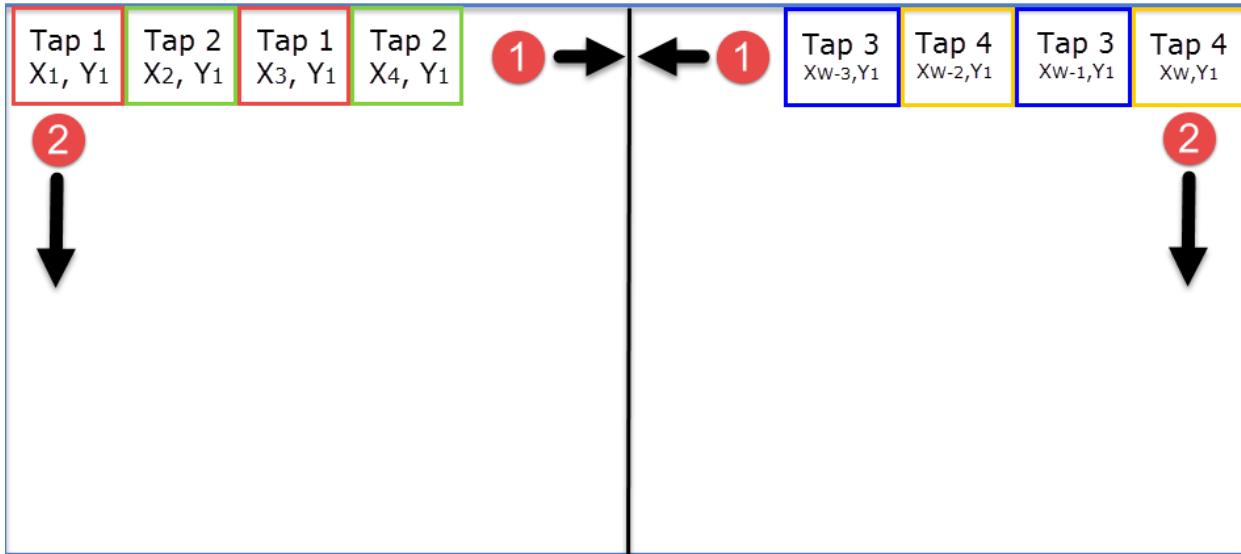 Tap 1
X1, Y1
Tap 2
X2, Y1
Tap 1
X3, Y1
Tap 2
X4, Y1
1
1
Tap 3
XW-3,Y1
Tap 4
XW-2,Y1
Tap 3
XW-1,Y1
Tap 4
XW,Y1
2
2